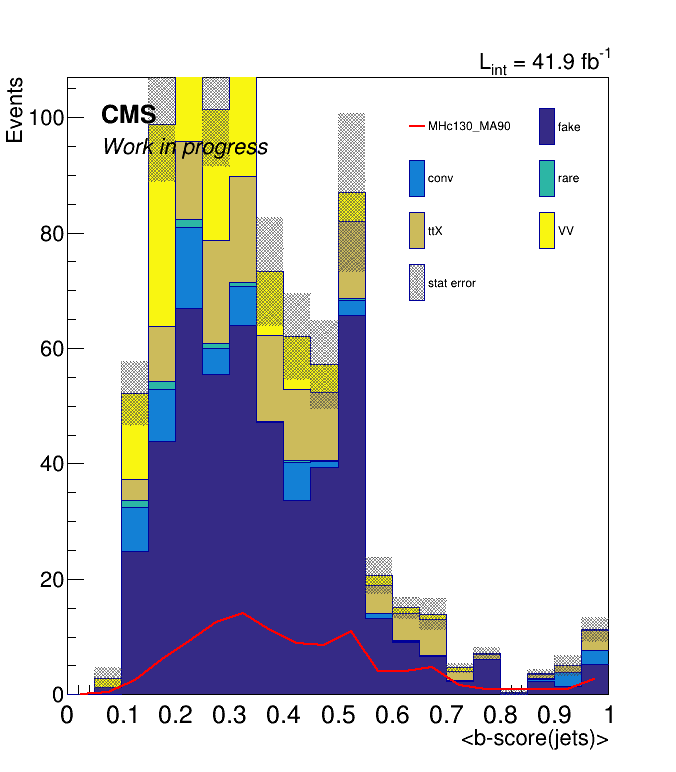 L_int = 41.9 fb^-1
Events
CMS
Work in progress
MHc130_MA90
fake
conv
rare
ttX
VV
stat error
100
80
60
40
20
0
0 0.1 0.2 0.3 0.4 0.5 0.6 0.7 0.8 0.9 1
<b-score(jets)>